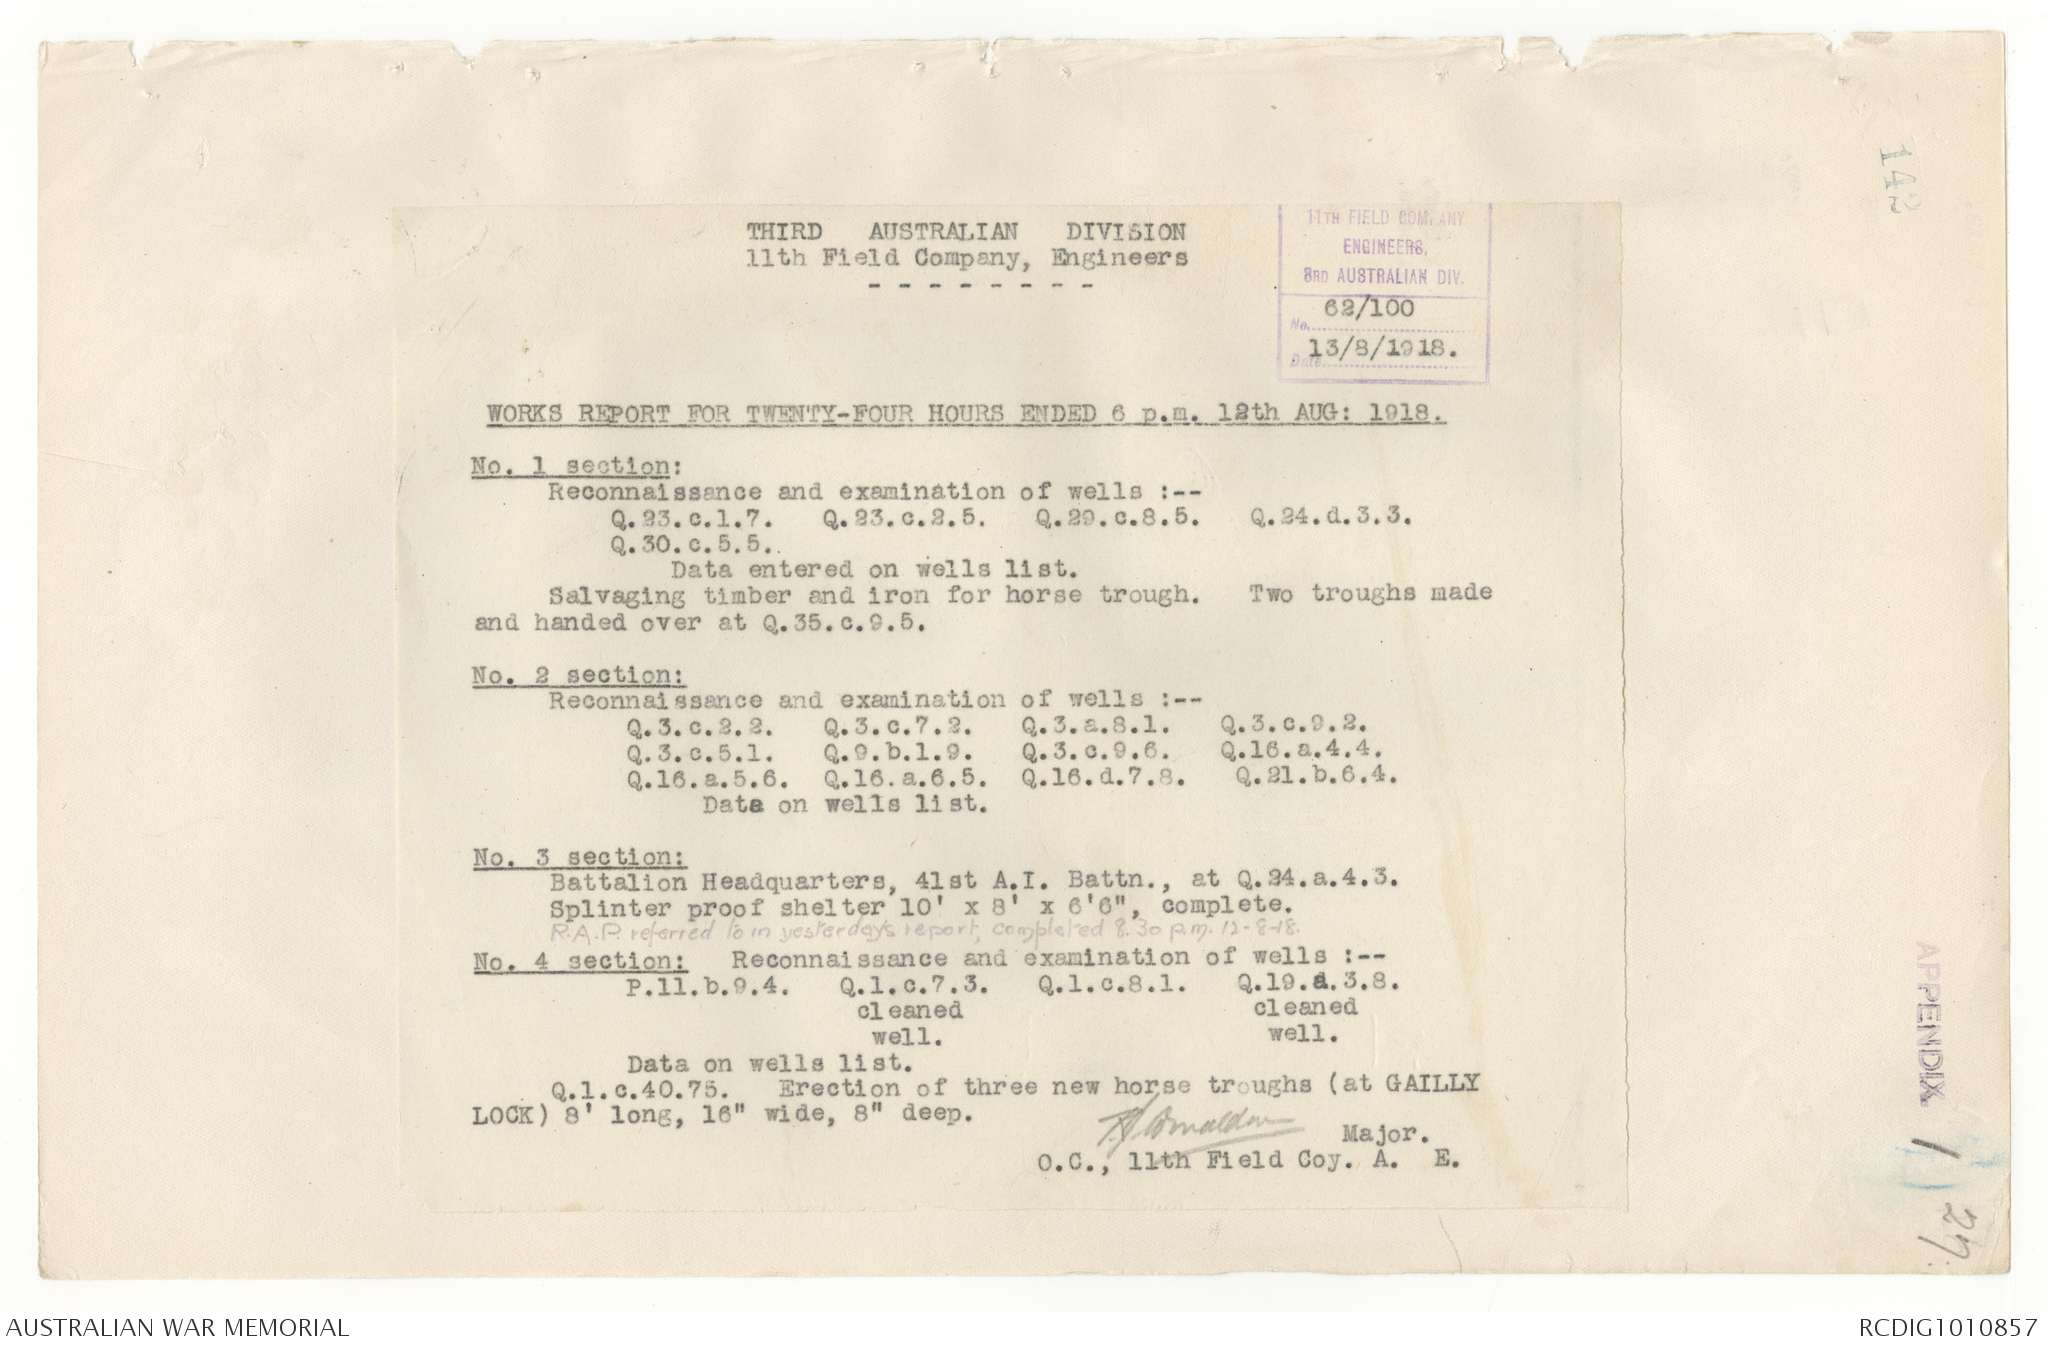 142
THIRD AUSTRALIAN DIVISION
11th Field Company, Engineers
- - - - - - - -
11TH FIELD COMPANY
ENGINEERS,
3RD AUSTRALIAN DIV.
No. 62/100
Date 13/8/1918.
WORKS REPORT FOR TWENTY-FOUR HOURS ENDED 6 p.m. 12th AUG: 1918.
No. 1 section:
Reconnaissance and examination of wells :--
Q.23.c.1.7. Q.23.c.2.5. Q.29.c.8.5. Q.24.d.3.3.
Q.30.c.5.5.
Data entered on wells list.
Salvaging timber and iron for horse trough. Two troughs made
and handed over at Q.35.c.9.5.
No. 2 section:
Reconnaissance and examination of wells :--
Q.3.c.2.2. Q.3.c.7.2. Q.3.a.8.1. Q.3.c.9.2.
Q.3.c.5.1. Q.9.b.1.9. Q.3.c.9.6. Q.16.a.4.4.
Q.16.a.5.6. Q.16.a.6.5. Q.16.d.7.8. Q.21.b.6.4.
Data on wells list.
No. 3 section:
Battalion Headquarters, 41st A.I. Battn., at Q.24.a.4.3.
Splinter proof shelter 10' x 8' x 6'6", complete.
R.A.P. referred to in yesterday's report, completed 8.30 p.m. 12-8-18.
No. 4 section: Reconnaissance and examination of wells :--
P.11.b.9.4. Q.1.c.7.3. Q.1.c.8.1. Q.19.a.3.8.
cleaned cleaned
well. well.
Data on wells list.
Q.1.c.40.75. Erection of three new horse troughs (at GAILLY
LOCK) 8' long, 16" wide, 8" deep.
Major.
O.C., 11th Field Coy. A. E.
APPENDIX. 1
27.
AUSTRALIAN WAR MEMORIAL
RCDIG1010857